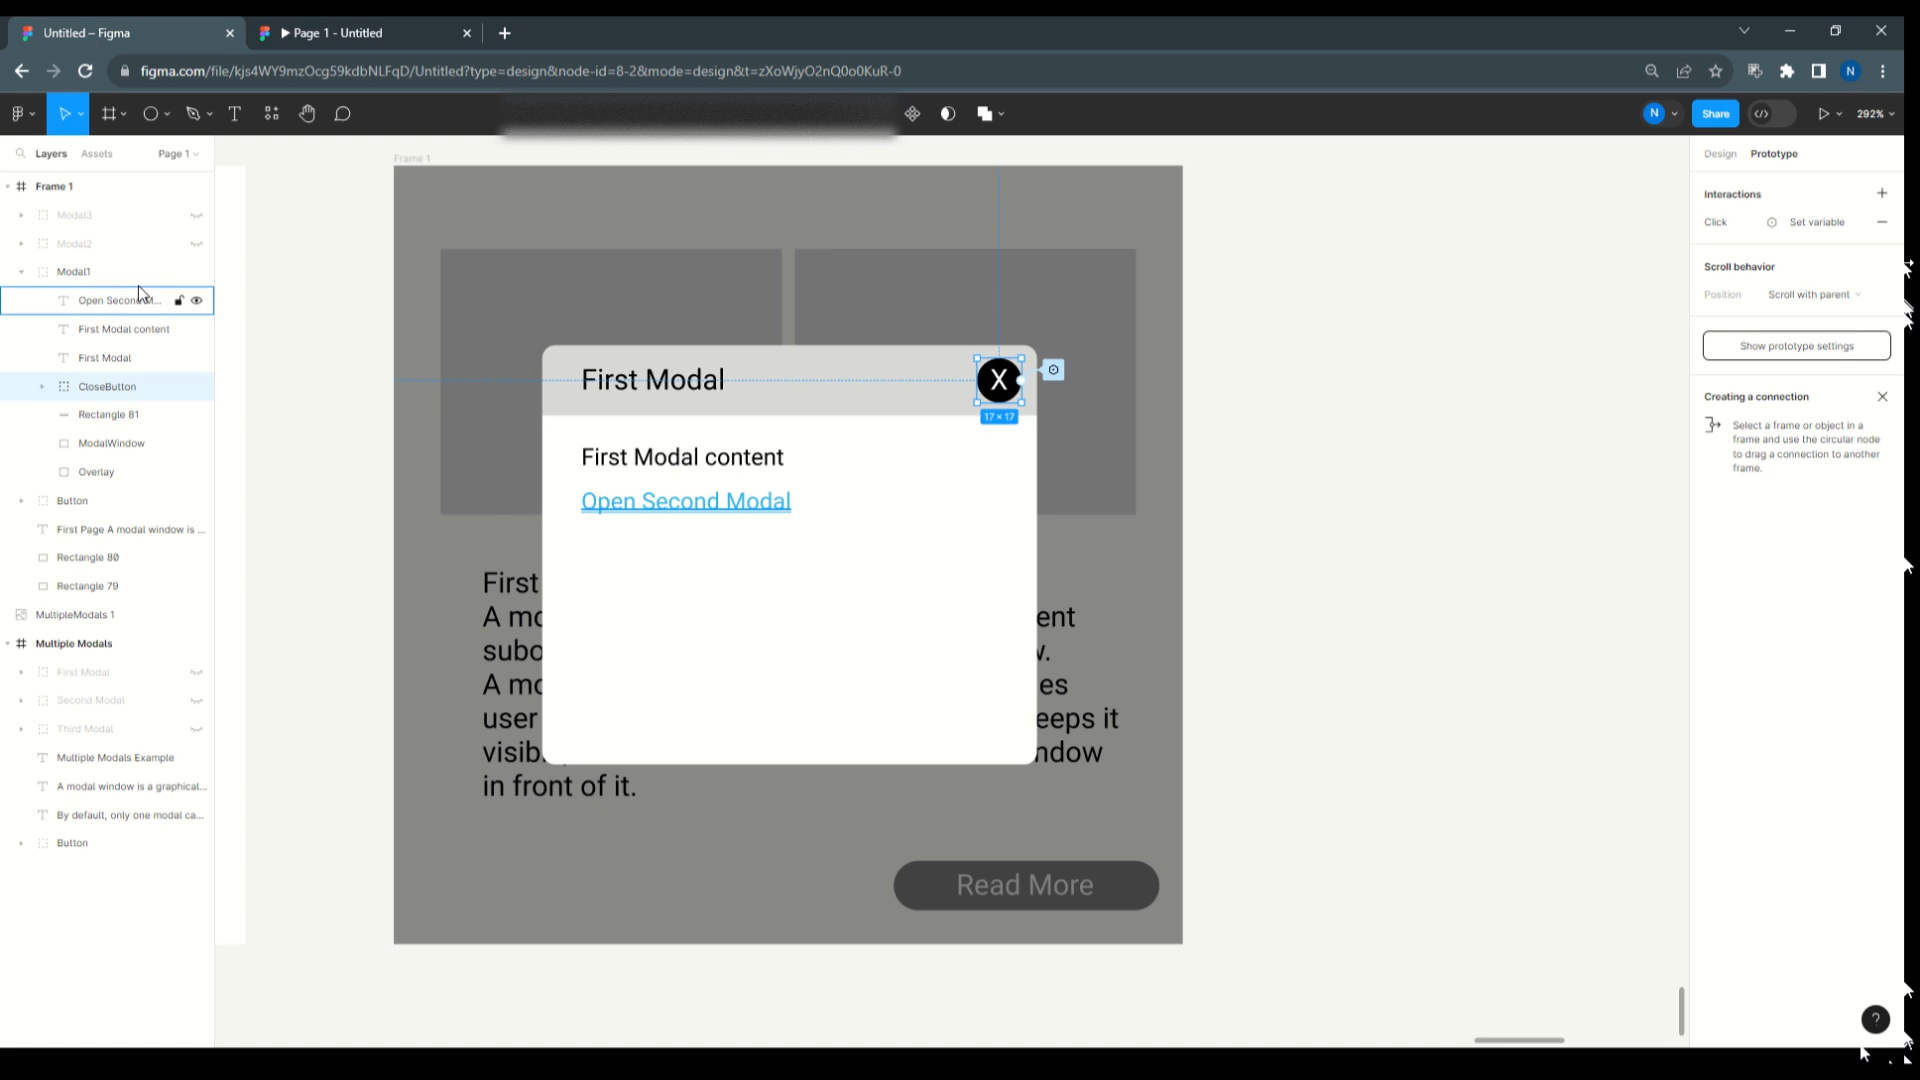 Untitled – Figma
Page 1 - Untitled
figma.com/file/kjs4WY9mzOcg59kdbNLFqD/Untitled?type=design&node-id=8-2&mode=design&t=zXoWjyO2nQ0o0KuR-0
N
T
N
Share
292%
Layers
Assets
Page 1
Design
Prototype
Frame 1
Modal3
Modal2
Modal1
Open Second M...
First Modal content
First Modal
CloseButton
Rectangle 81
ModalWindow
Overlay
Button
First Page A modal window is ...
Rectangle 80
Rectangle 79
MultipleModals 1
Multiple Modals
First Modal
Second Modal
Third Modal
Multiple Modals Example
A modal window is a graphical...
By default, only one modal ca...
Button
Frame 1
First Modal
X
17 × 17
First Modal content
Open Second Modal
First
A mo
ent
subo
w.
A mo
es
user
eeps it
visib
ndow
in front of it.
Read More
Interactions
Click
Set variable
Scroll behavior
Position
Scroll with parent
Show prototype settings
Creating a connection
Select a frame or object in a
frame and use the circular node
to drag a connection to another
frame.
?